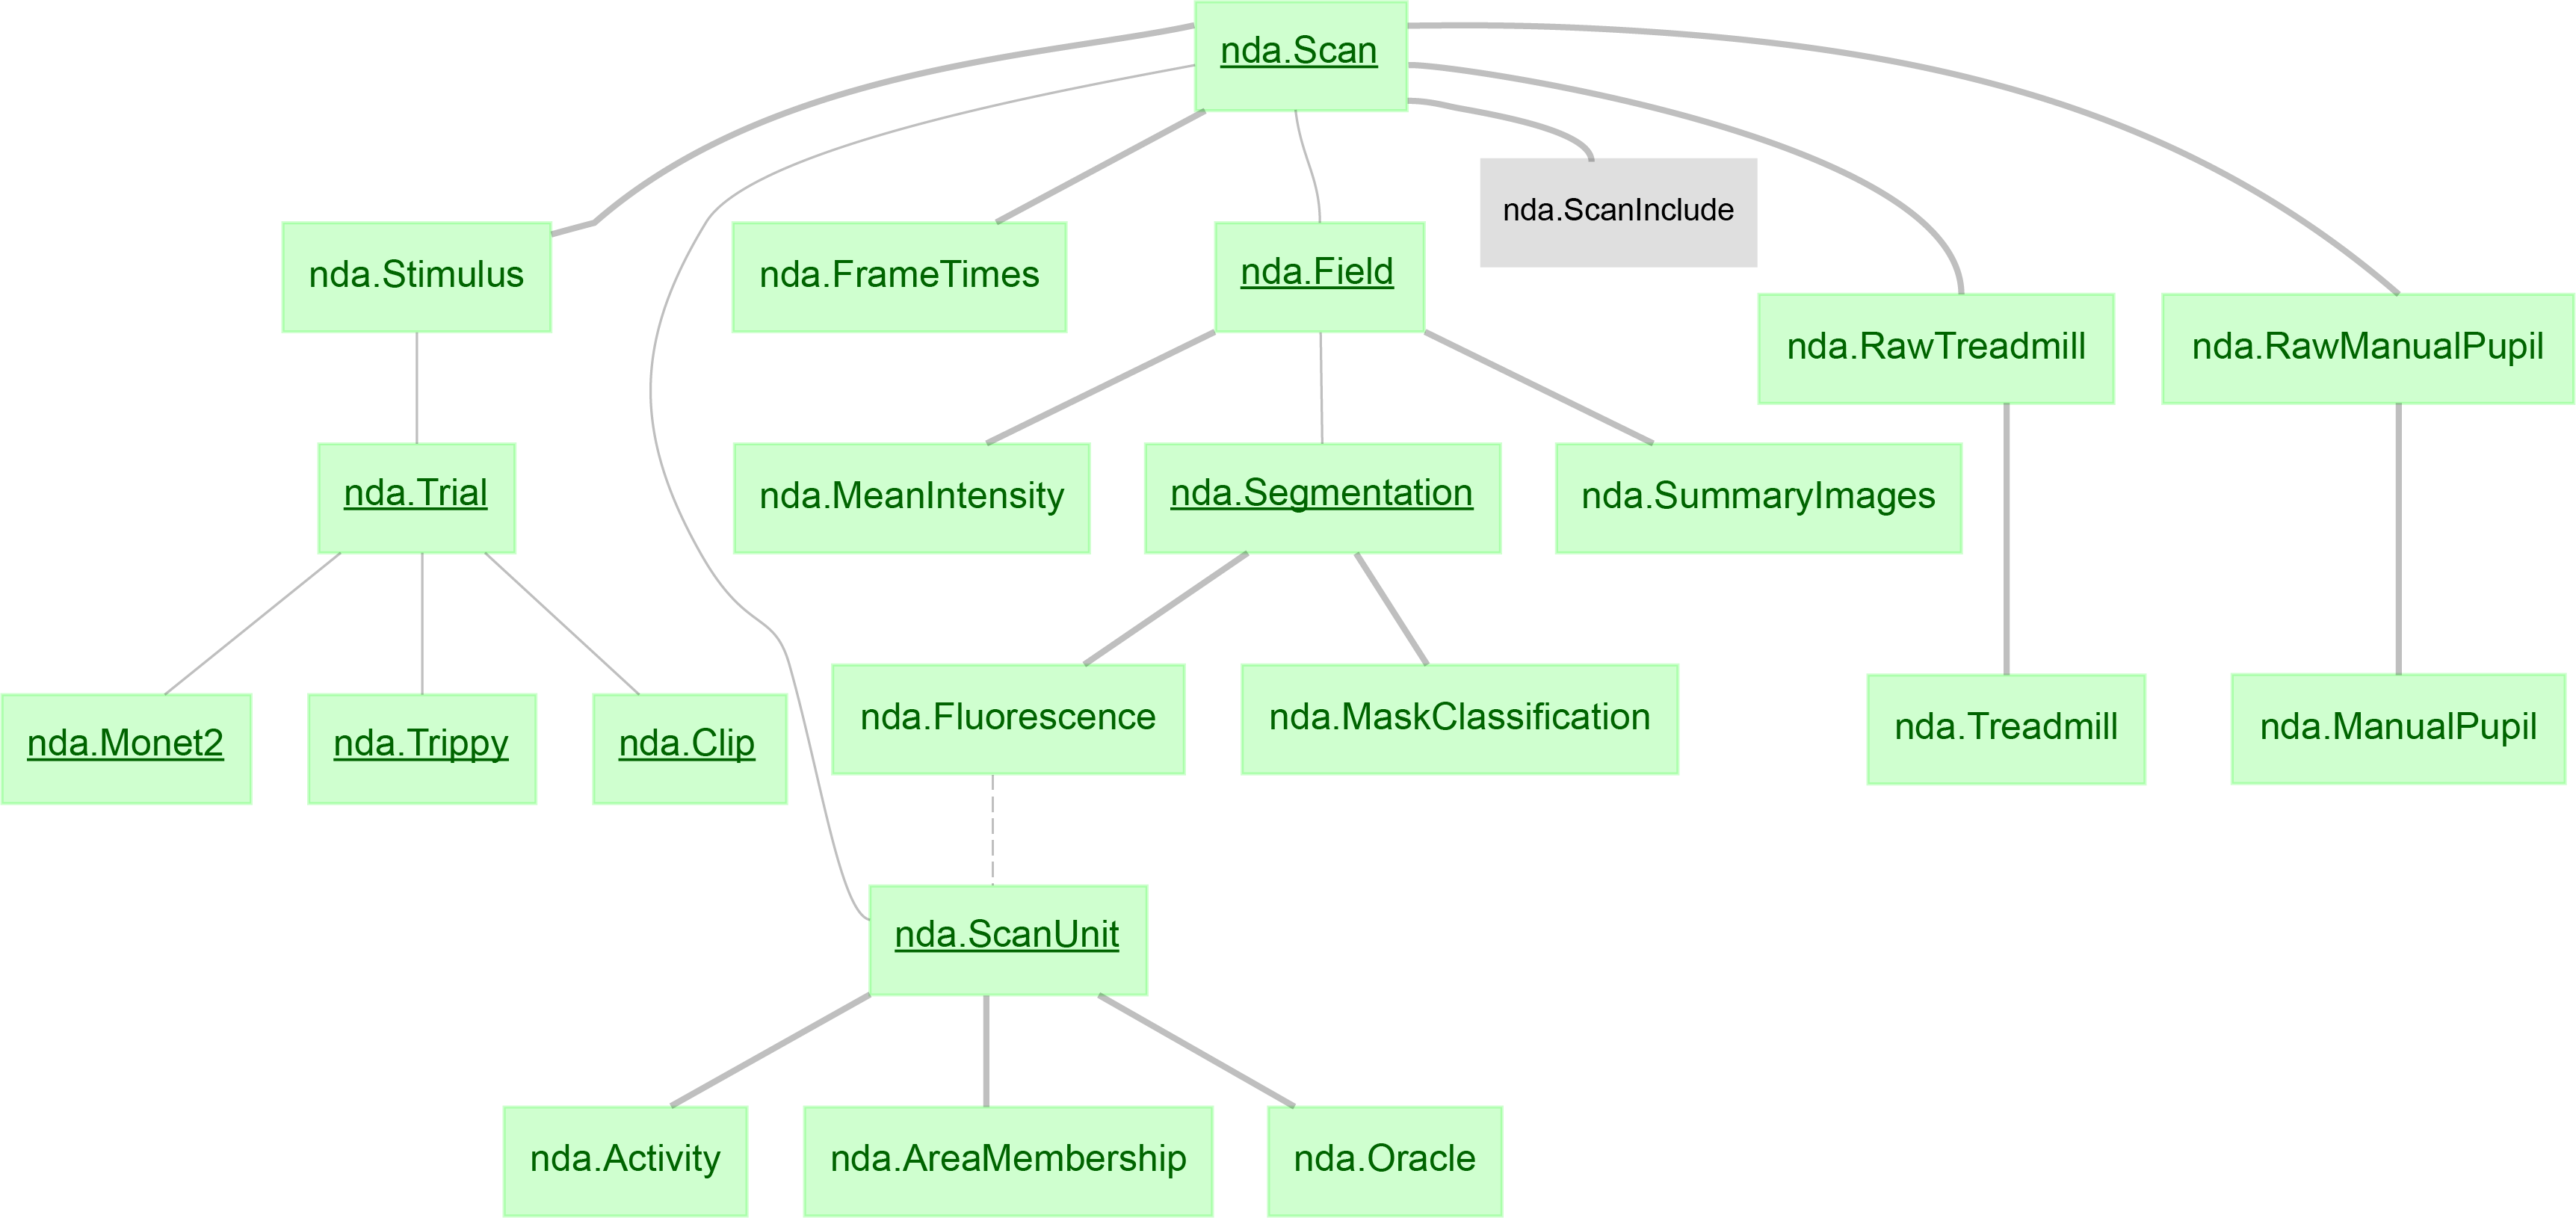 nda.Scan
nda.ScanInclude
nda.Stimulus
nda.FrameTimes
nda.Field
nda.RawTreadmill
nda.RawManualPupil
nda.Trial
nda.MeanIntensity
nda.Segmentation
nda.SummaryImages
nda.Monet2
nda.Trippy
nda.Clip
nda.Fluorescence
nda.MaskClassification
nda.Treadmill
nda.ManualPupil
nda.ScanUnit
nda.Activity
nda.AreaMembership
nda.Oracle